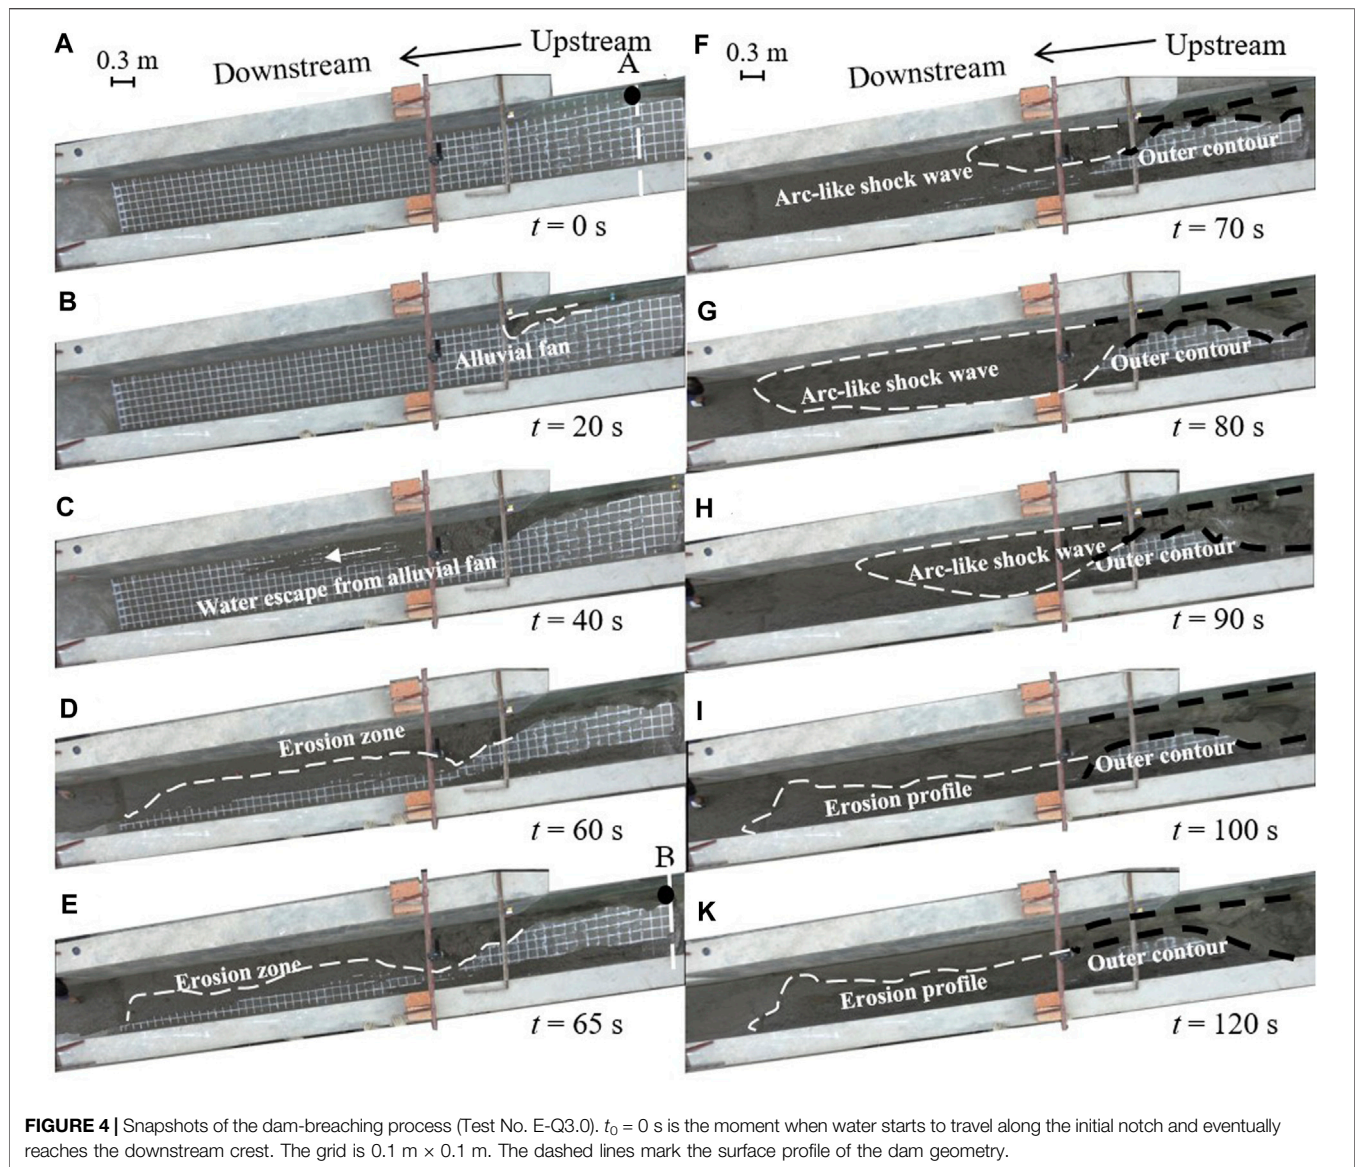 A
0.3 m
Downstream
Upstream
A
t = 0 s
B
Alluvial fan
t = 20 s
C
Water escape from alluvial fan
t = 40 s
D
Erosion zone
t = 60 s
E
Erosion zone
B
t = 65 s
F
0.3 m
Downstream
Upstream
Outer contour
Arc-like shock wave
t = 70 s
G
Outer contour
Arc-like shock wave
t = 80 s
H
Arc-like shock wave
Outer contour
t = 90 s
I
Outer contour
Erosion profile
t = 100 s
K
Outer contour
Erosion profile
t = 120 s
FIGURE 4 | Snapshots of the dam-breaching process (Test No. E-Q3.0). t0 = 0 s is the moment when water starts to travel along the initial notch and eventually
reaches the downstream crest. The grid is 0.1 m × 0.1 m. The dashed lines mark the surface profile of the dam geometry.